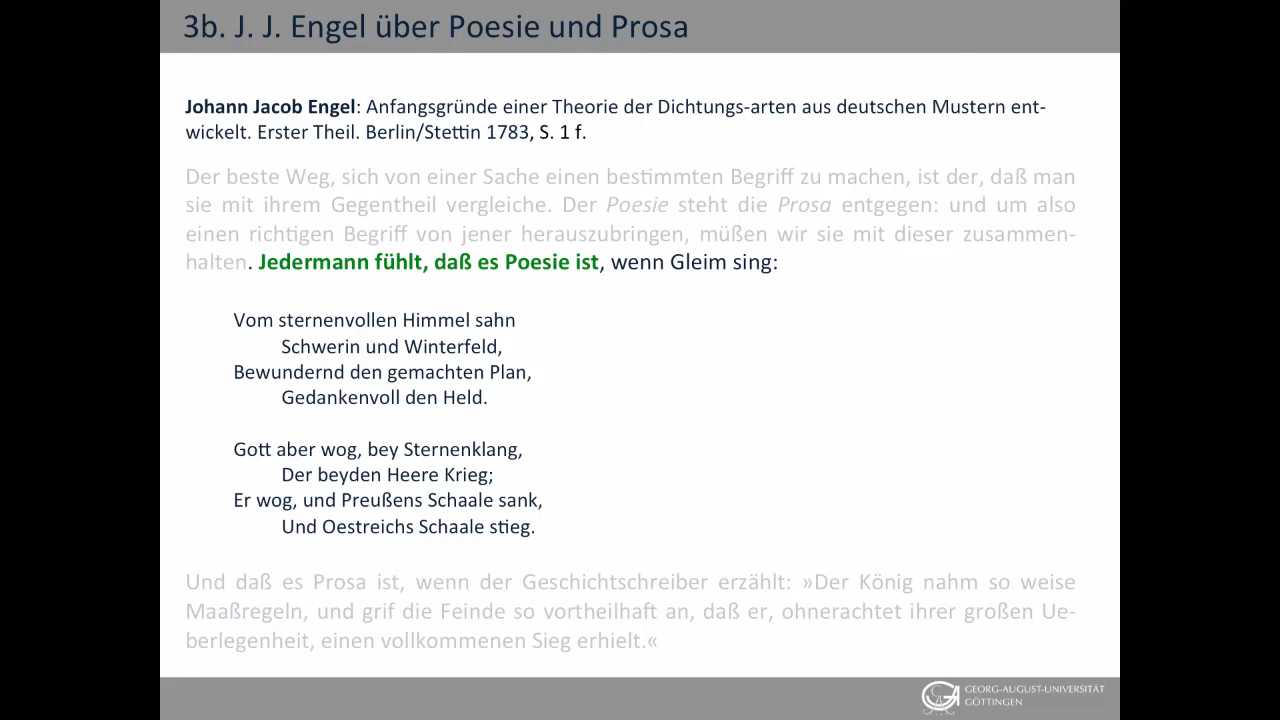 3b. J. J. Engel über Poesie und Prosa
Johann Jacob Engel: Anfangsgründe einer Theorie der Dichtungs-arten aus deutschen Mustern ent-
wickelt. Erster Theil. Berlin/Stettin 1783, S. 1 f.
Der beste Weg, sich von einer Sache einen bestimmten Begriff zu machen, ist der, daß man
sie mit ihrem Gegentheil vergleiche. Der Poesie steht die Prosa entgegen: und um also
einen richtigen Begriff von jener herauszubringen, müßen wir sie mit dieser zusammen-
halten. Jedermann fühlt, daß es Poesie ist, wenn Gleim sing:
Vom sternenvollen Himmel sahn
Schwerin und Winterfeld,
Bewundernd den gemachten Plan,
Gedankenvoll den Held.
Gott aber wog, bey Sternenklang,
Der beyden Heere Krieg;
Er wog, und Preußens Schaale sank,
Und Oestreichs Schaale stieg.
Und daß es Prosa ist, wenn der Geschichtschreiber erzählt: »Der König nahm so weise
Maaßregeln, und grif die Feinde so vortheilhaft an, daß er, ohnerachtet ihrer großen Ue-
berlegenheit, einen vollkommenen Sieg erhielt.«
GEORG-AUGUST-UNIVERSITÄT
GÖTTINGEN